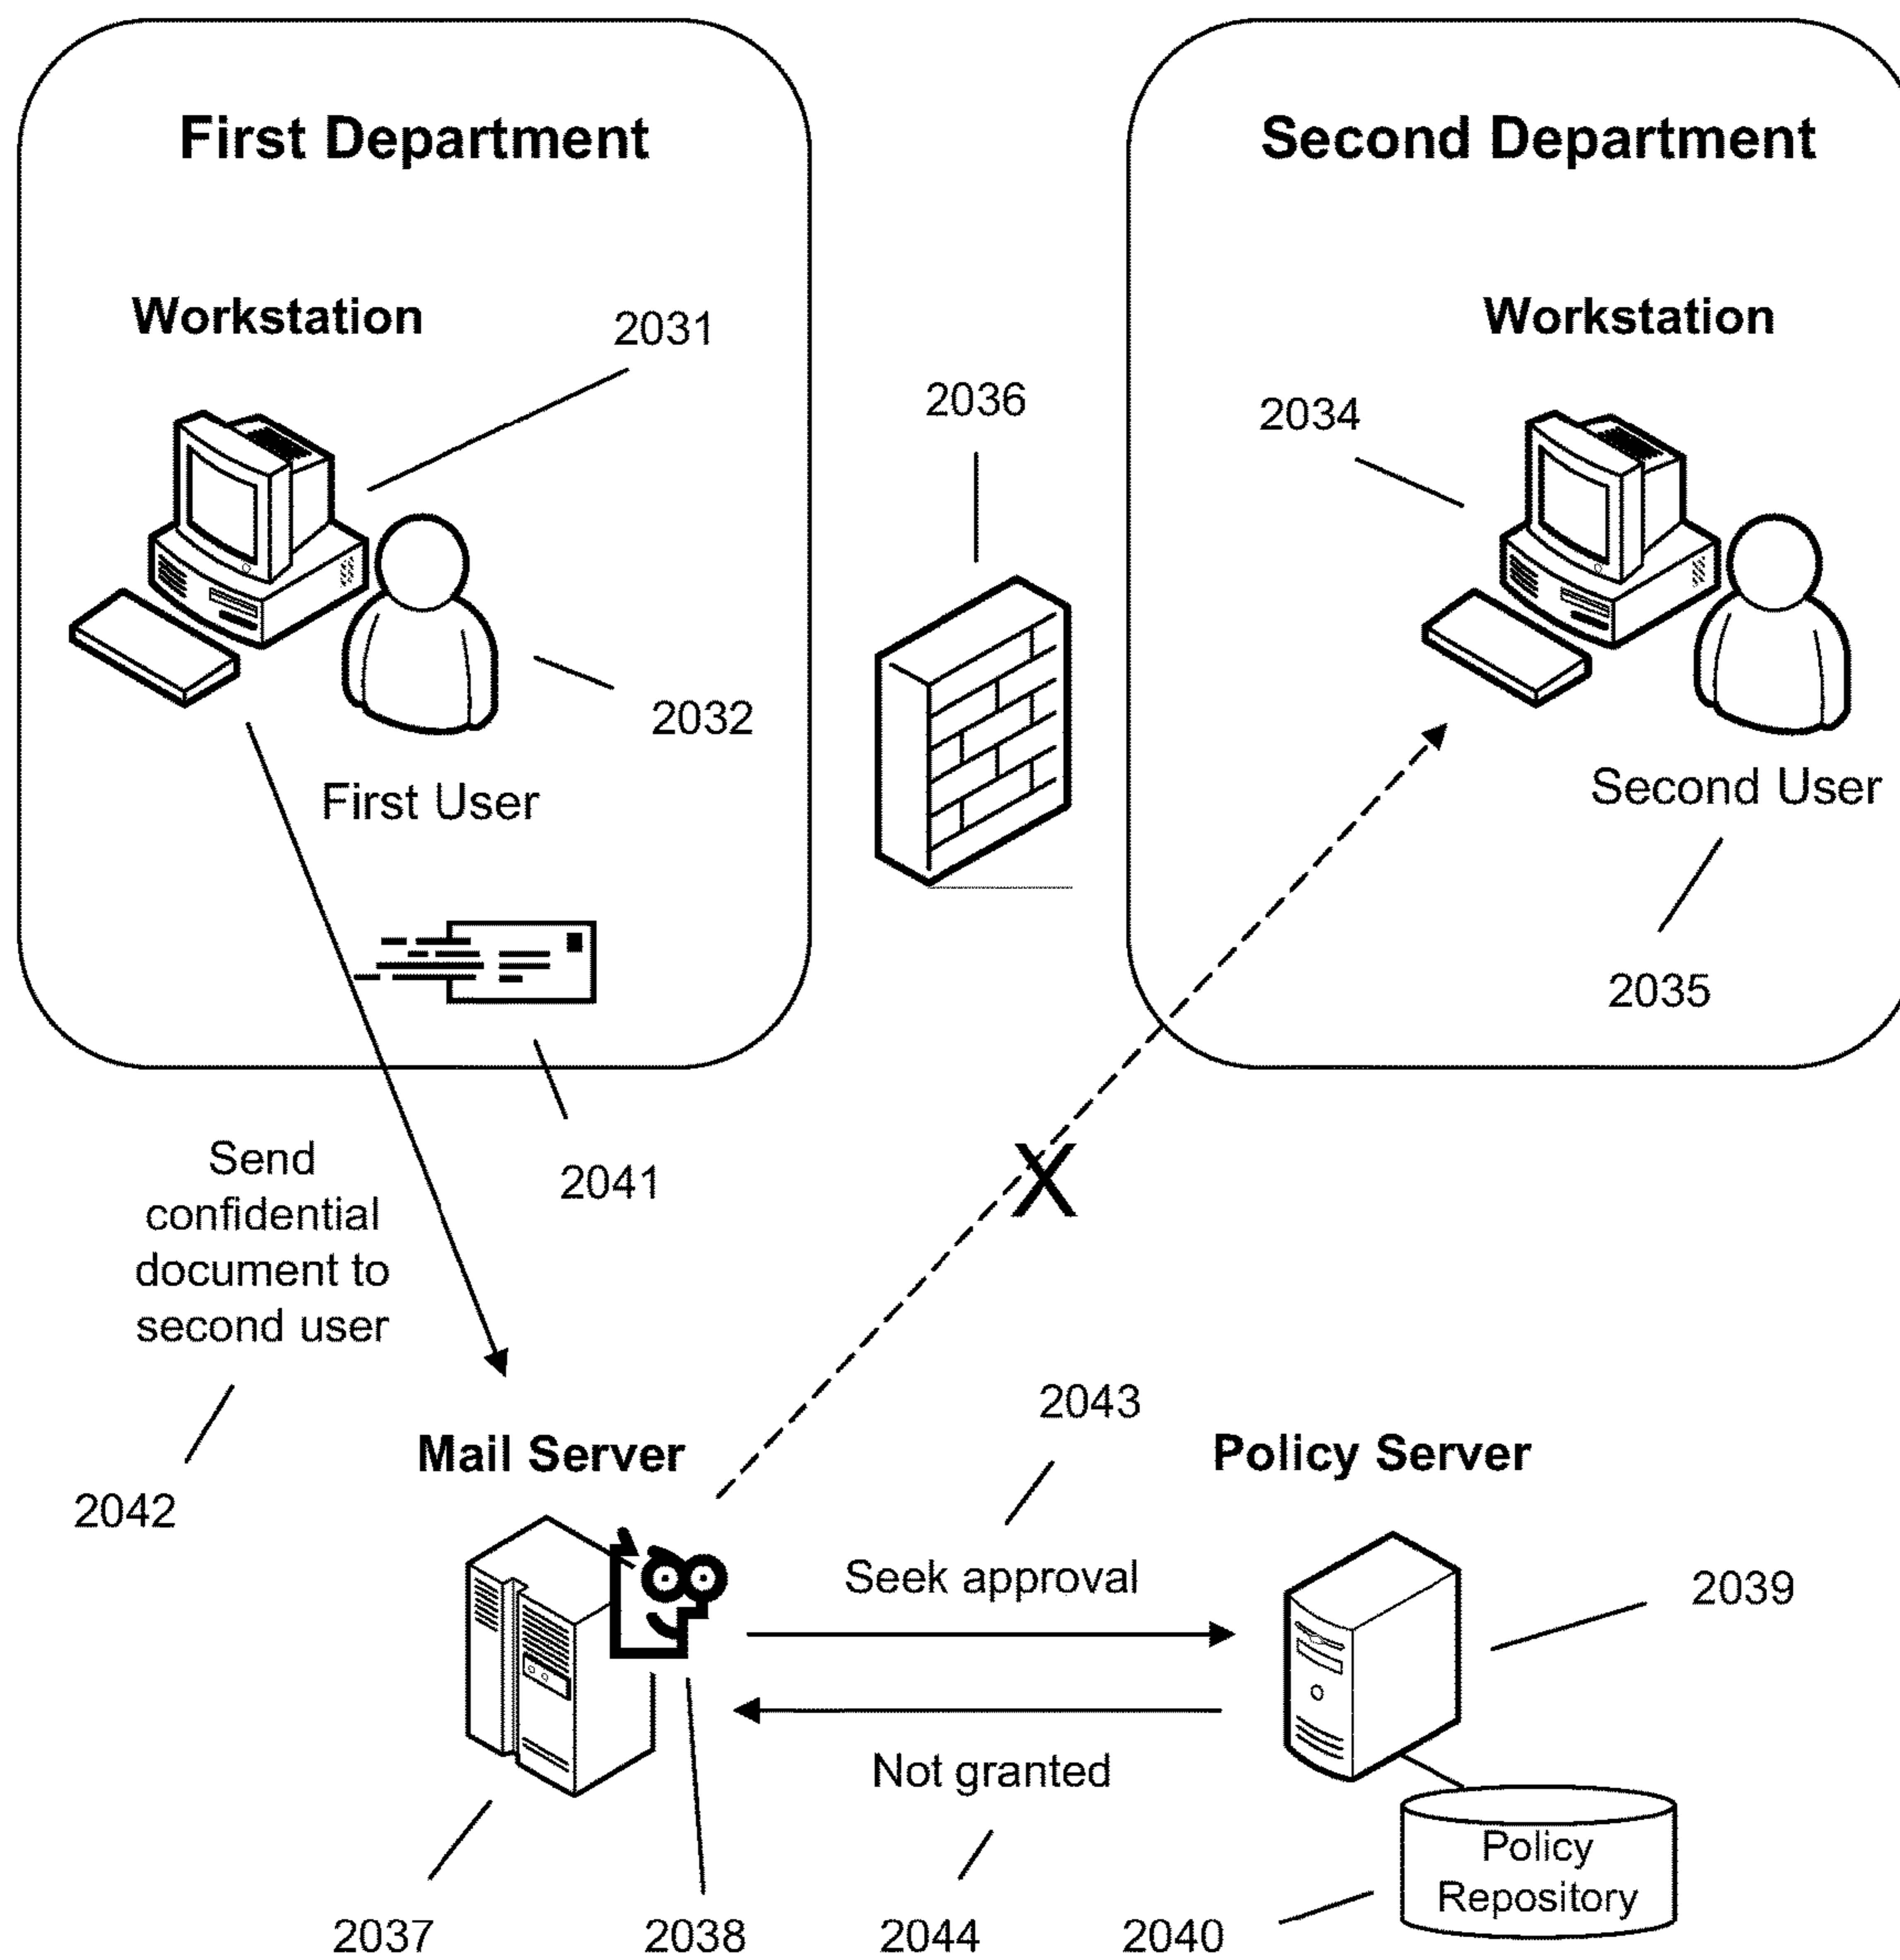 First Department
Second Department
Workstation
2031
2036
2034
Workstation
2032
First User
Second User
2035
2041
Send
confidential
document to
second user
X
2042
2043
Mail Server
Policy Server
Seek approval
2039
Not granted
Policy
Repository
2037
2038
2044
2040